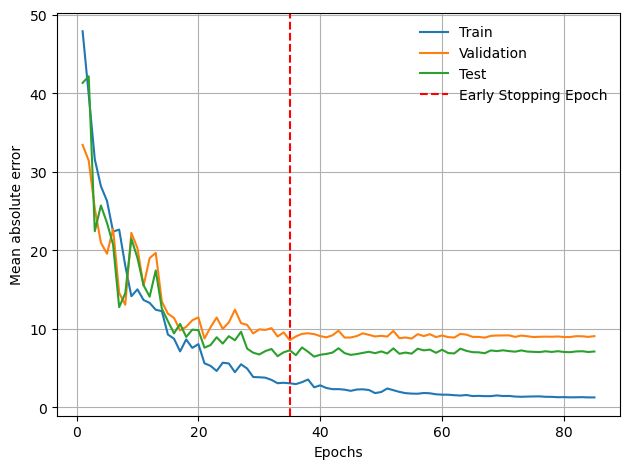 50
40
30
20
10
0
Mean absolute error
Train
Validation
Test
Early Stopping Epoch
0 20 40 60 80
Epochs